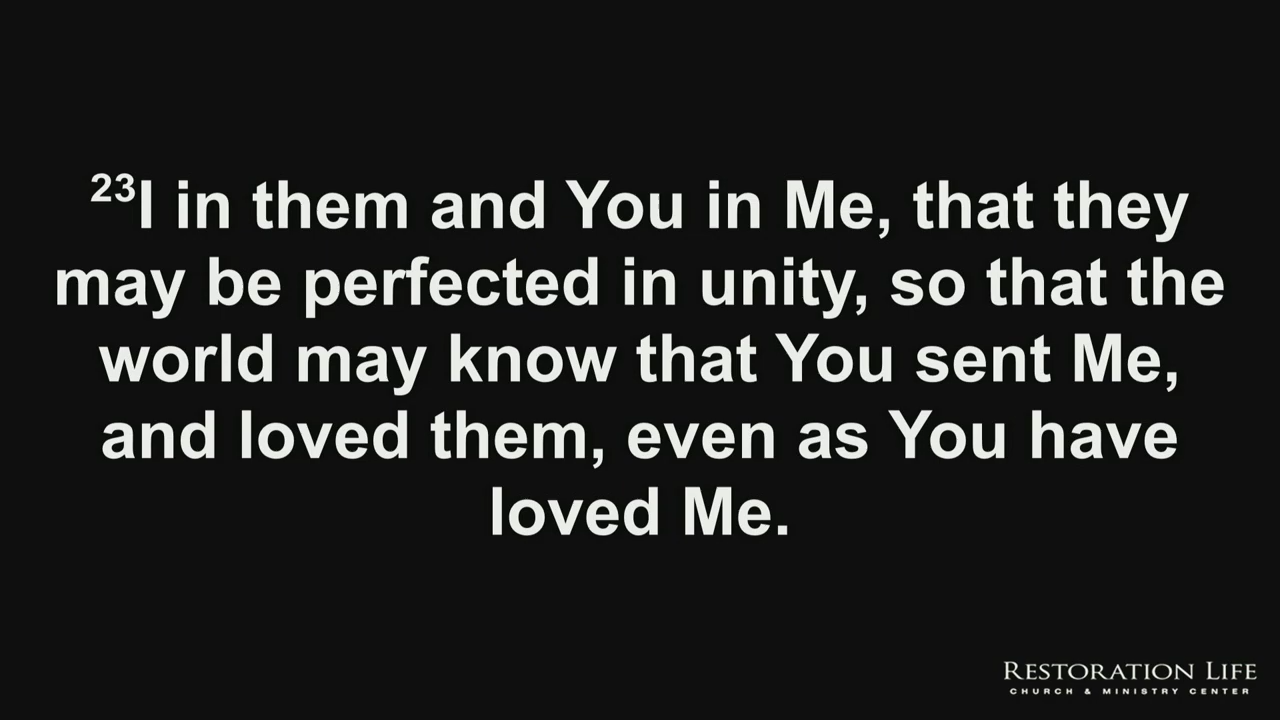 ²³I in them and You in Me, that they
may be perfected in unity, so that the
world may know that You sent Me,
and loved them, even as You have
loved Me.
RESTORATION LIFE
CHURCH & MINISTRY CENTER